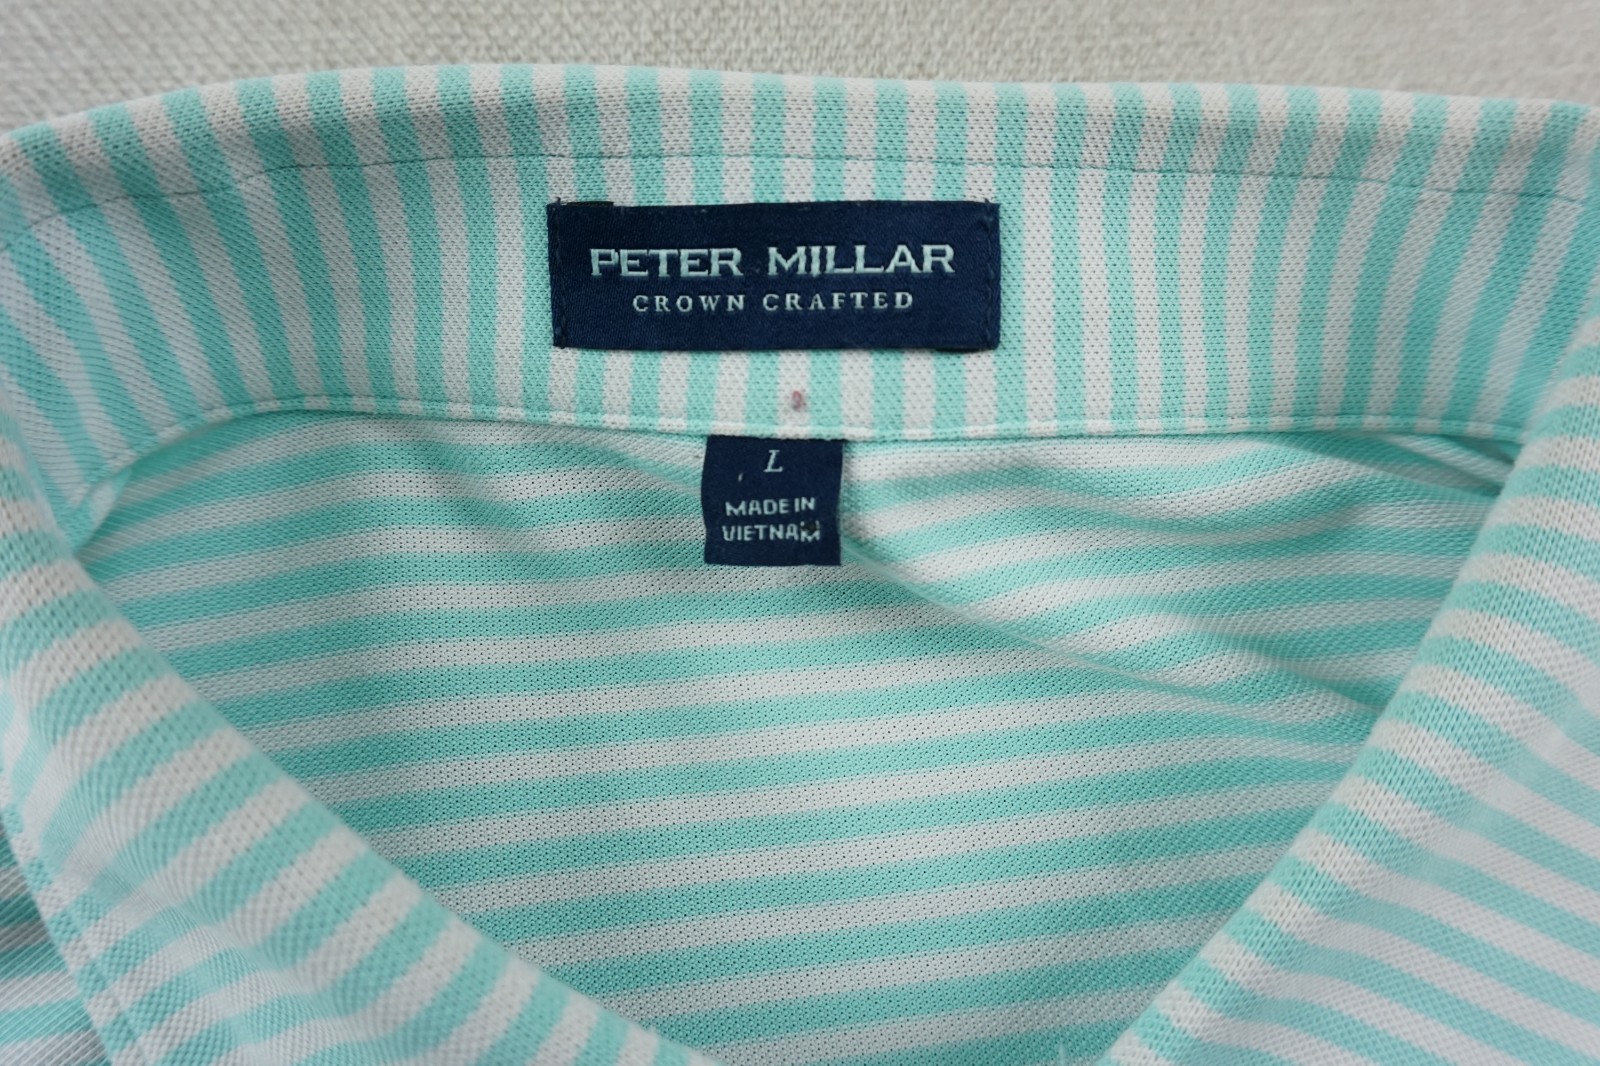 PETER MILLAR
CROWN CRAFTED
L
MADE IN
VIETNAM